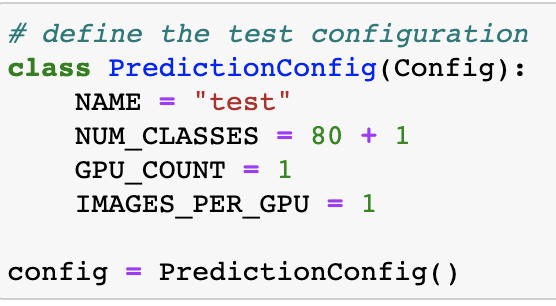 # define the test configuration
class PredictionConfig(Config):
    NAME = "test"
    NUM_CLASSES = 80 + 1
    GPU_COUNT = 1
    IMAGES_PER_GPU = 1

config = PredictionConfig()